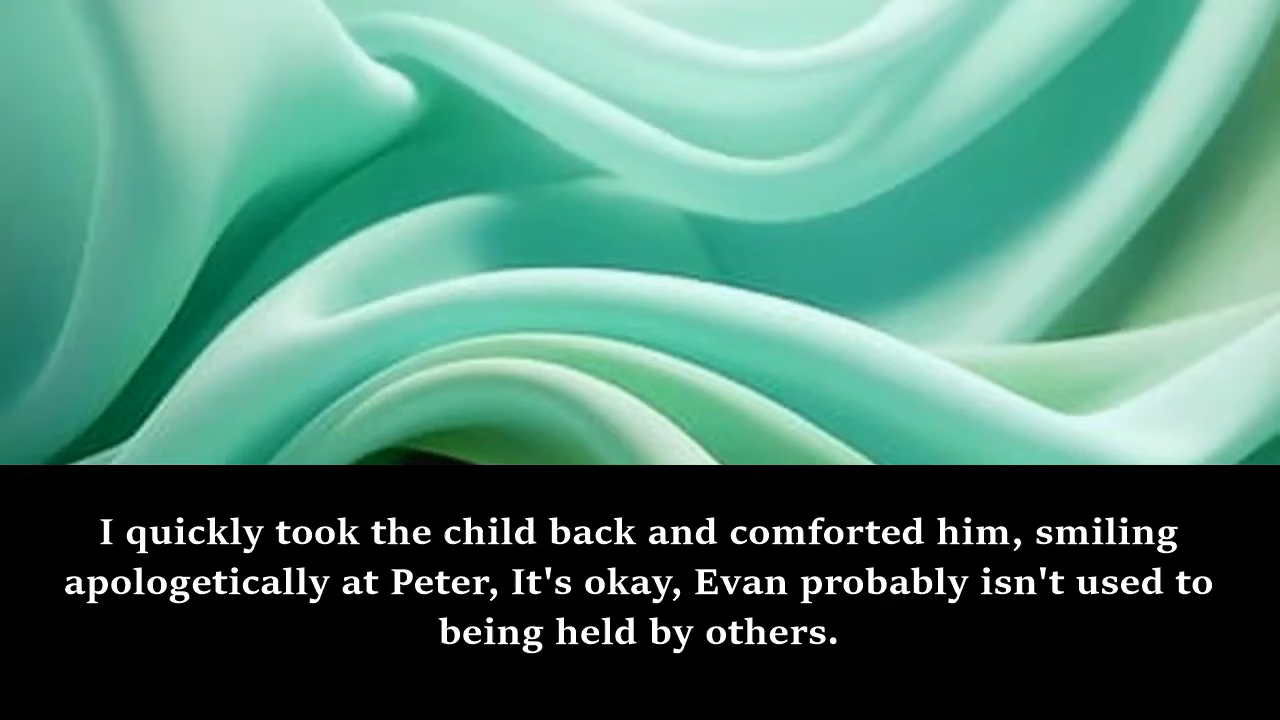 I quickly took the child back and comforted him, smiling
apologetically at Peter, It's okay, Evan probably isn't used to
being held by others.